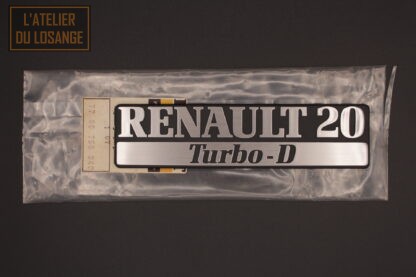 L'ATELIER
DU LOSANGE
RENAULT 20
Turbo-D